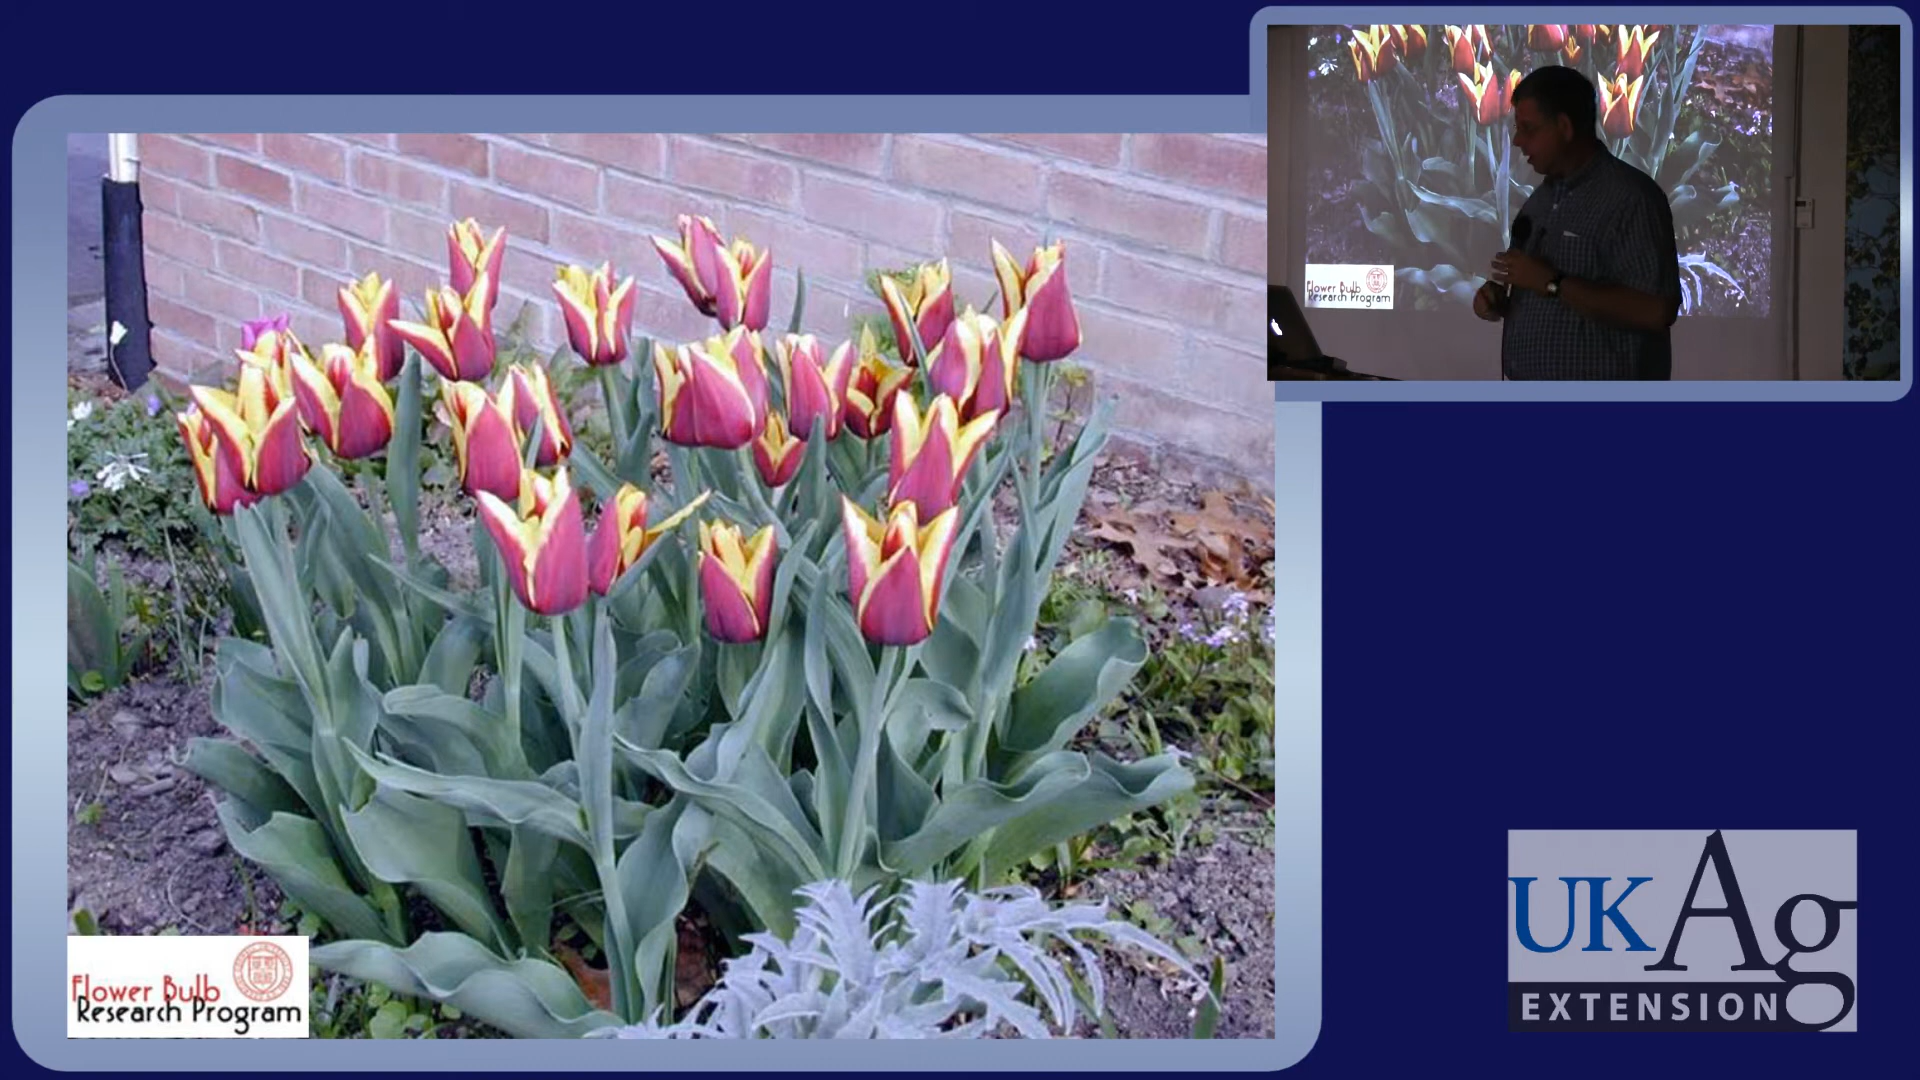 Flower Bulb
Research Program
Flower Bulb
Research Program
UKAg
EXTENSION